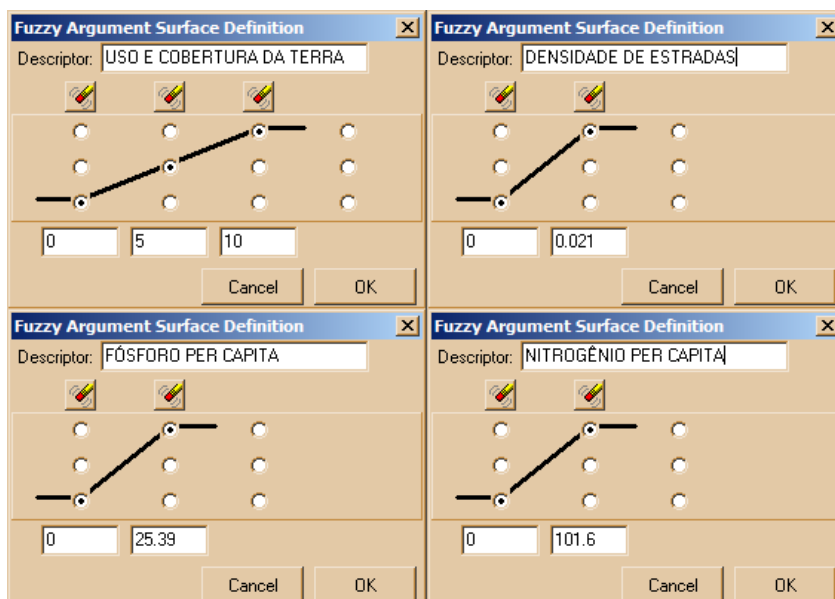 Fuzzy Argument Surface Definition
Descriptor: USO E COBERTURA DA TERRA
0 5 10
Cancel OK
Fuzzy Argument Surface Definition
Descriptor: DENSIDADE DE ESTRADAS
0 0.021
Cancel OK
Fuzzy Argument Surface Definition
Descriptor: FÓSFORO PER CAPITA
0 25.39
Cancel OK
Fuzzy Argument Surface Definition
Descriptor: NITROGÊNIO PER CAPITA
0 101.6
Cancel OK